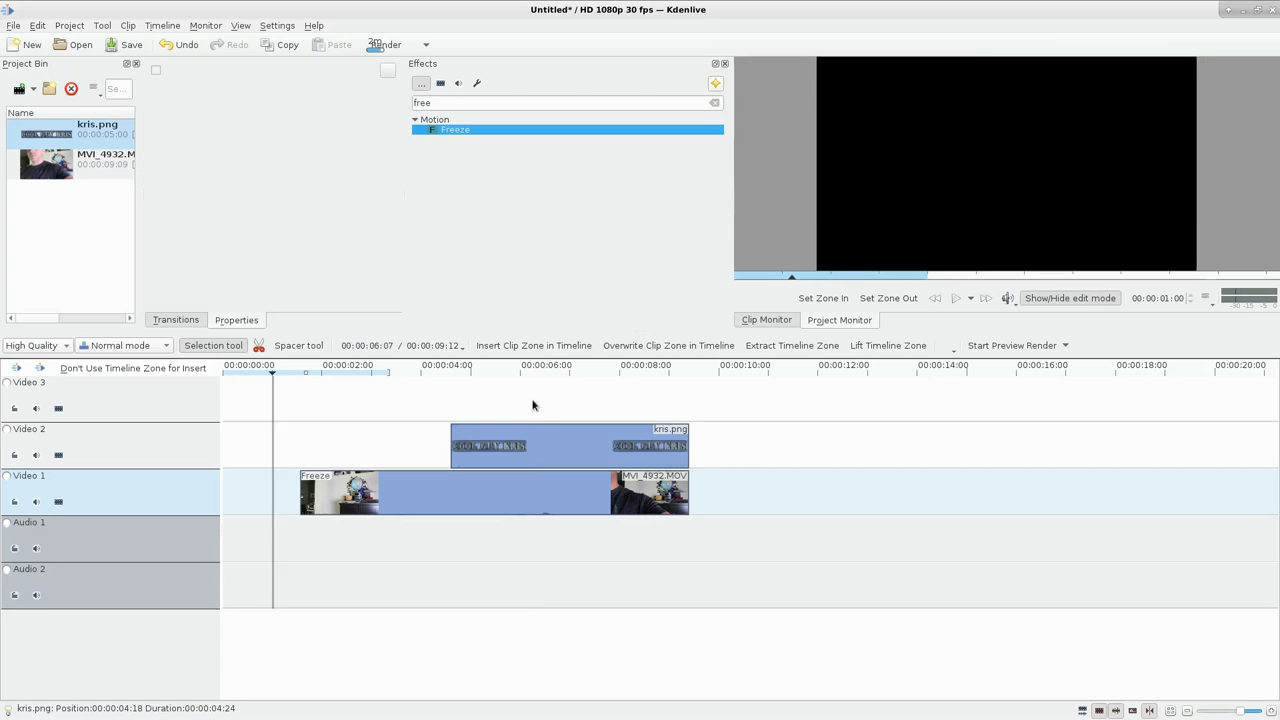 Untitled* / HD 1080p 30 fps — Kdenlive
File Edit Project Tool Clip Timeline Monitor View Settings Help
New Open Save Undo Redo Copy Paste Render
Project Bin
Effects
Se...
...
free
Name
Motion
Freeze
kris.png
00:00:05:00
MVI_4932.M
00:00:09:09
Set Zone In Set Zone Out Show/Hide edit mode 00:00:01:00
-30 -15 -5 0
Transitions Properties
Clip Monitor Project Monitor
High Quality Normal mode Selection tool Spacer tool 00:00:06:07 / 00:00:09:12 Insert Clip Zone in Timeline Overwrite Clip Zone in Timeline Extract Timeline Zone Lift Timeline Zone Start Preview Render
Don't Use Timeline Zone for Insert
00:00:00:00 00:00:02:00 00:00:04:00 00:00:06:00 00:00:08:00 00:00:10:00 00:00:12:00 00:00:14:00 00:00:16:00 00:00:18:00 00:00:20:00
Video 3
Video 2
kris.png
Video 1
Freeze
MVI_4932.MOV
Audio 1
Audio 2
kris.png: Position:00:00:04:18 Duration:00:00:04:24